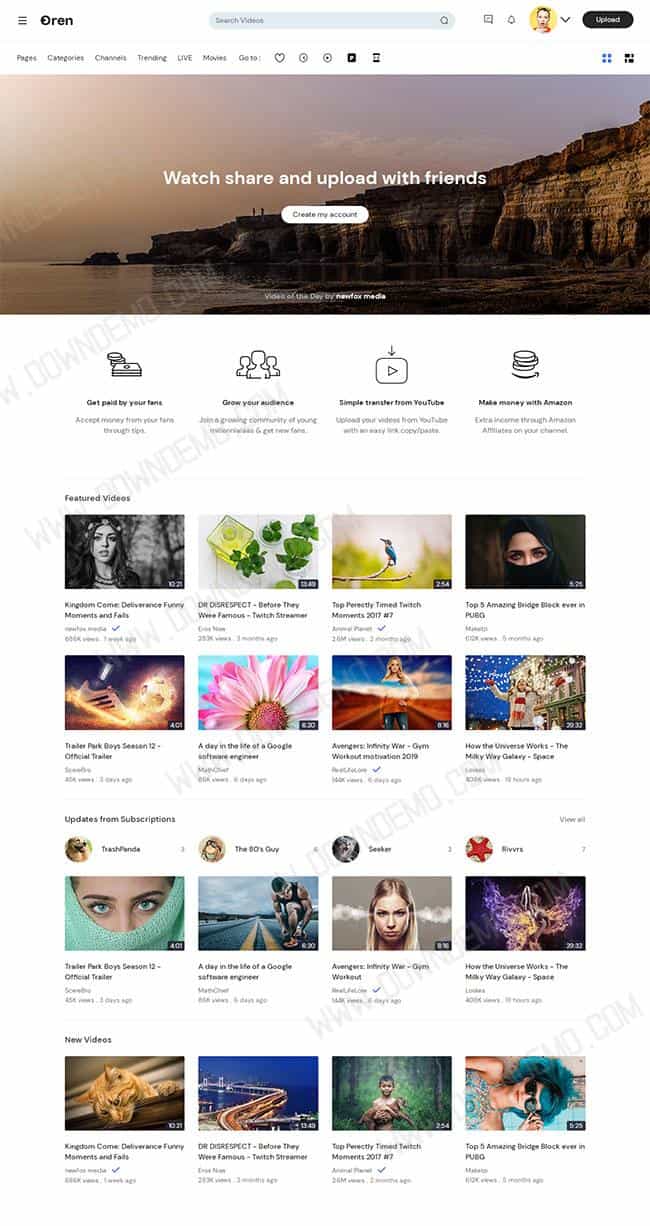 Oren
Search Videos
Upload
Pages Categories Channels Trending LIVE Movies Go to :
Watch share and upload with friends
Create my account
Video of the Day by newfox media
Get paid by your fans
Accept money from your fans
through tips.
Grow your audience
Join a growing community of young
millennialaas & get new fans.
Simple transfer from YouTube
Upload your videos from YouTube
with an easy link copy/paste.
Make money with Amazon
Extra income through Amazon
Affiliates on your channel.
Featured Videos
10:21
13:49
2:54
5:25
Kingdom Come: Deliverance Funny
Moments and Fails
newfox media
686K views . 1 week ago
DR DISRESPECT - Before They
Were Famous - Twitch Streamer
Eros Now
283K views . 3 months ago
Top Perectly Timed Twitch
Moments 2017 #7
Animal Planet
2.6M views . 2 months ago
Top 5 Amazing Bridge Block ever in
PUBG
Maketzi
612K views . 5 months ago
4:01
6:30
8:16
29:32
Trailer Park Boys Season 12 -
Official Trailer
ScereBro
45K views . 3 days ago
A day in the life of a Google
software engineer
MathChief
86K views . 6 days ago
Avengers: Infinity War - Gym
Workout motivation 2019
RealLifeLore
144K views . 6 days ago
How the Universe Works - The
Milky Way Galaxy - Space
Loskes
408K views . 19 hours ago
Updates from Subscriptions
View all
TrashPanda 3
The 80's Guy 6
Seeker 2
Rivvrs 7
4:01
6:30
8:16
29:32
Trailer Park Boys Season 12 -
Official Trailer
ScereBro
45K views . 3 days ago
A day in the life of a Google
software engineer
MathChief
86K views . 6 days ago
Avengers: Infinity War - Gym
Workout
RealLifeLore
144K views . 6 days ago
How the Universe Works - The
Milky Way Galaxy - Space
Loskes
408K views . 19 hours ago
New Videos
10:21
13:49
2:54
5:25
Kingdom Come: Deliverance Funny
Moments and Fails
newfox media
686K views . 1 week ago
DR DISRESPECT - Before They
Were Famous - Twitch Streamer
Eros Now
283K views . 3 months ago
Top Perectly Timed Twitch
Moments 2017 #7
Animal Planet
2.6M views . 2 months ago
Top 5 Amazing Bridge Block ever in
PUBG
Maketzi
612K views . 5 months ago
WWW.DOWNDEMO.COM